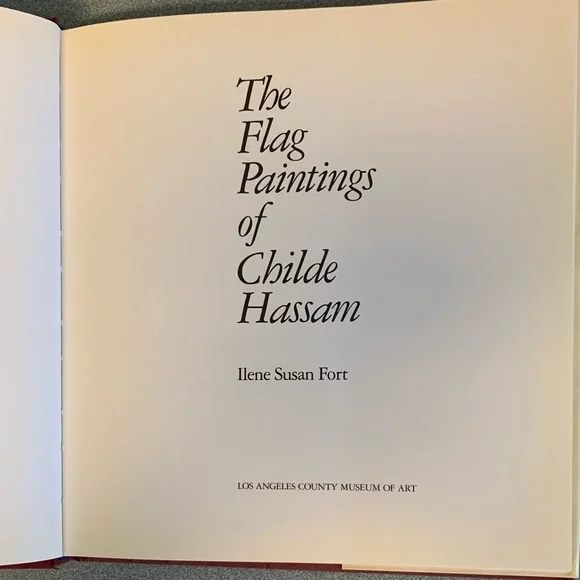 The
Flag
Paintings
of
Childe
Hassam
Ilene Susan Fort
LOS ANGELES COUNTY MUSEUM OF ART